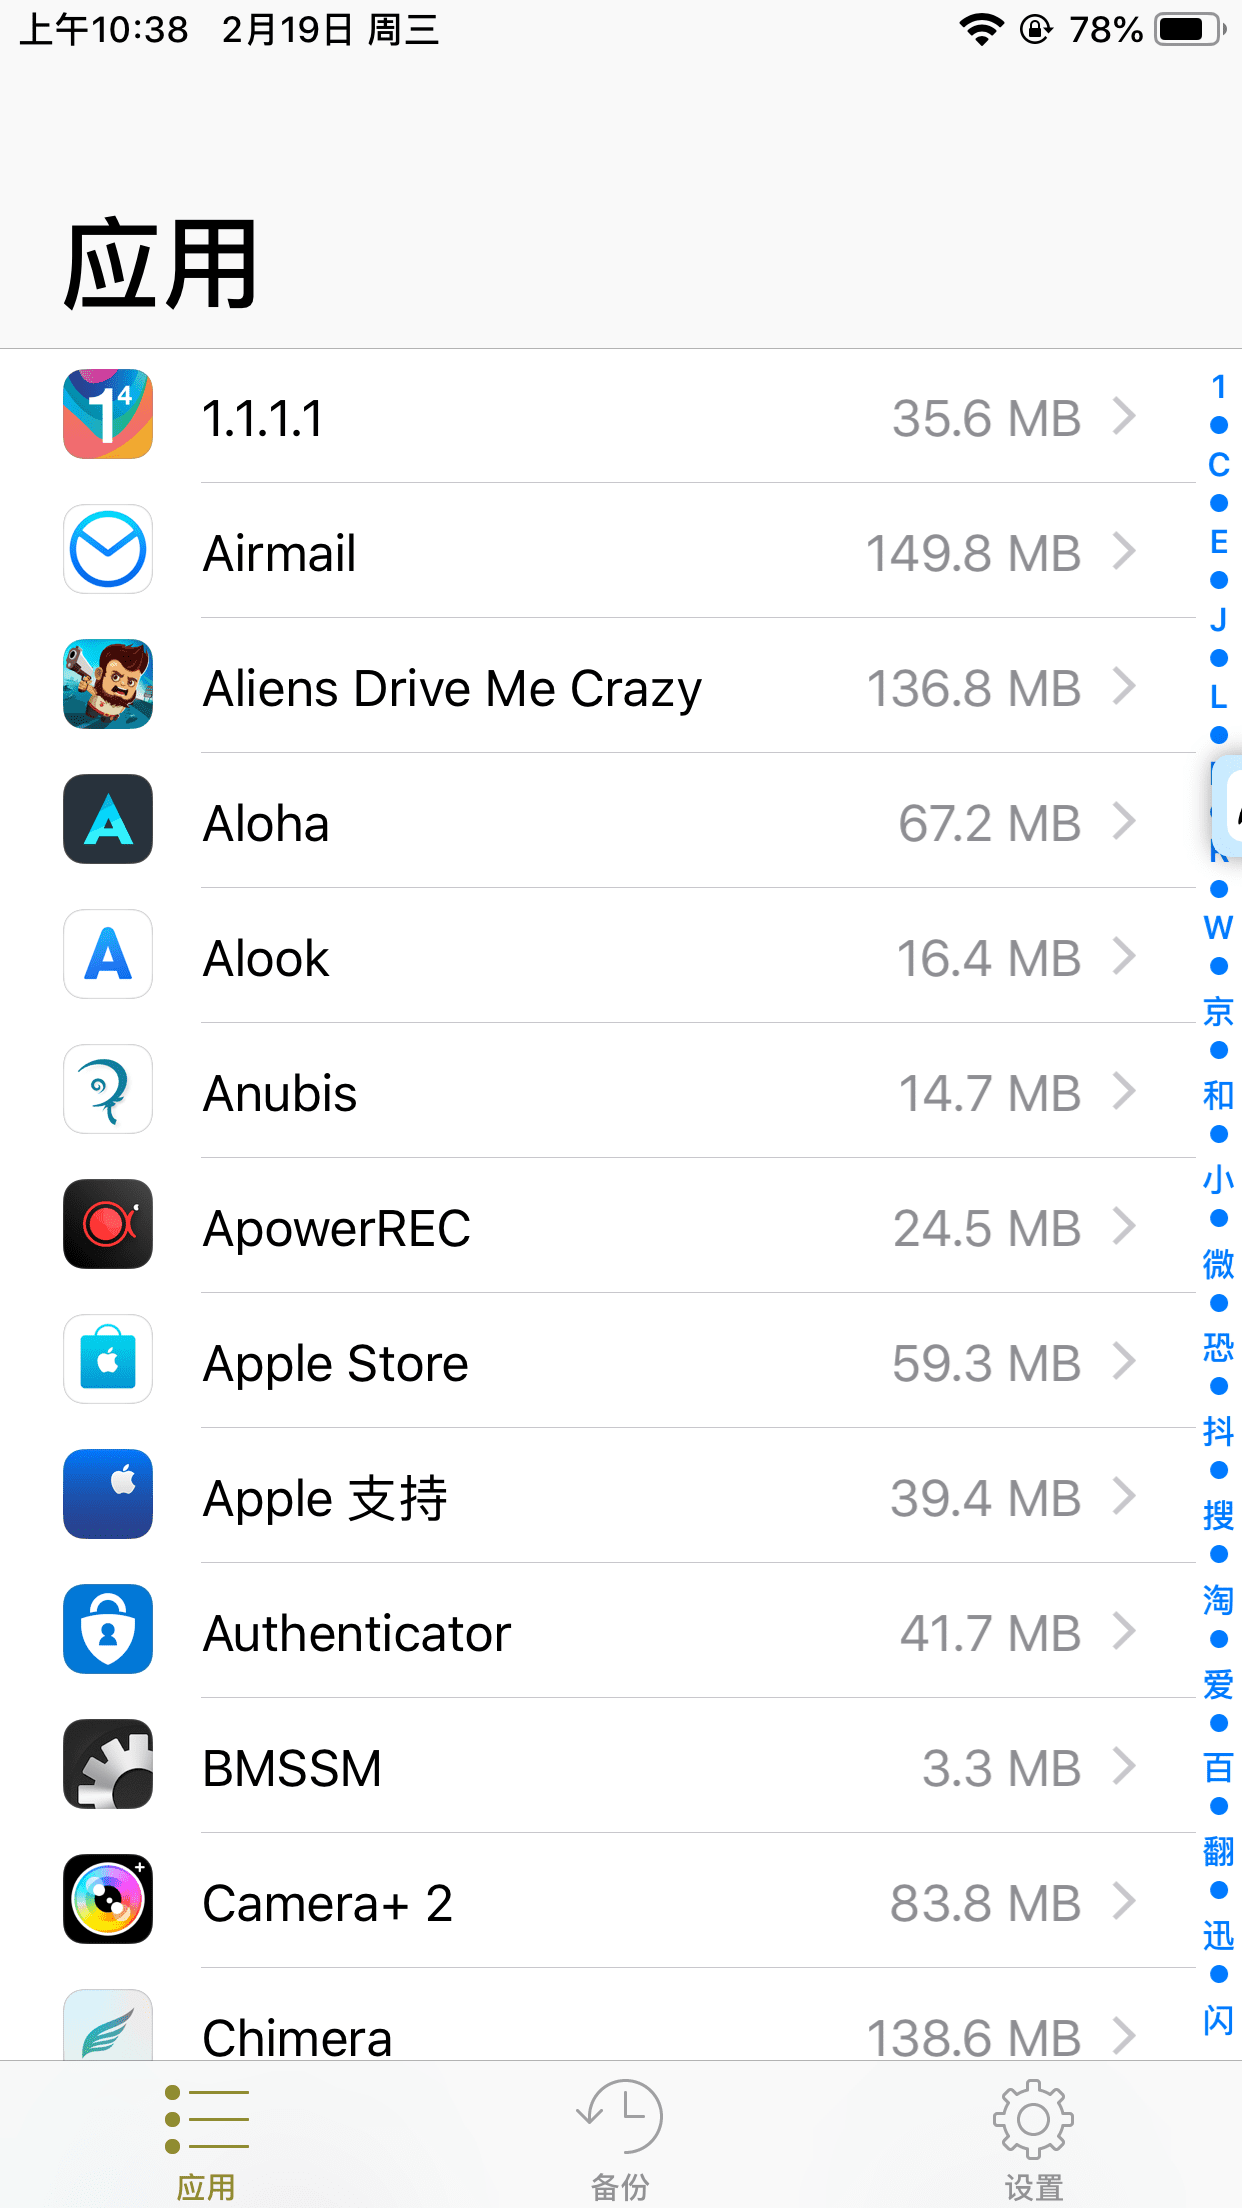 上午10:38 2月19日 周三 78%
应用
1.1.1.1 35.6 MB
Airmail 149.8 MB
Aliens Drive Me Crazy 136.8 MB
Aloha 67.2 MB
Alook 16.4 MB
Anubis 14.7 MB
ApowerREC 24.5 MB
Apple Store 59.3 MB
Apple 支持 39.4 MB
Authenticator 41.7 MB
BMSSM 3.3 MB
Camera+ 2 83.8 MB
Chimera 138.6 MB
1
C
E
J
L
R
W
京
和
小
微
恐
抖
搜
淘
爱
百
翻
迅
闪
应用 备份 设置